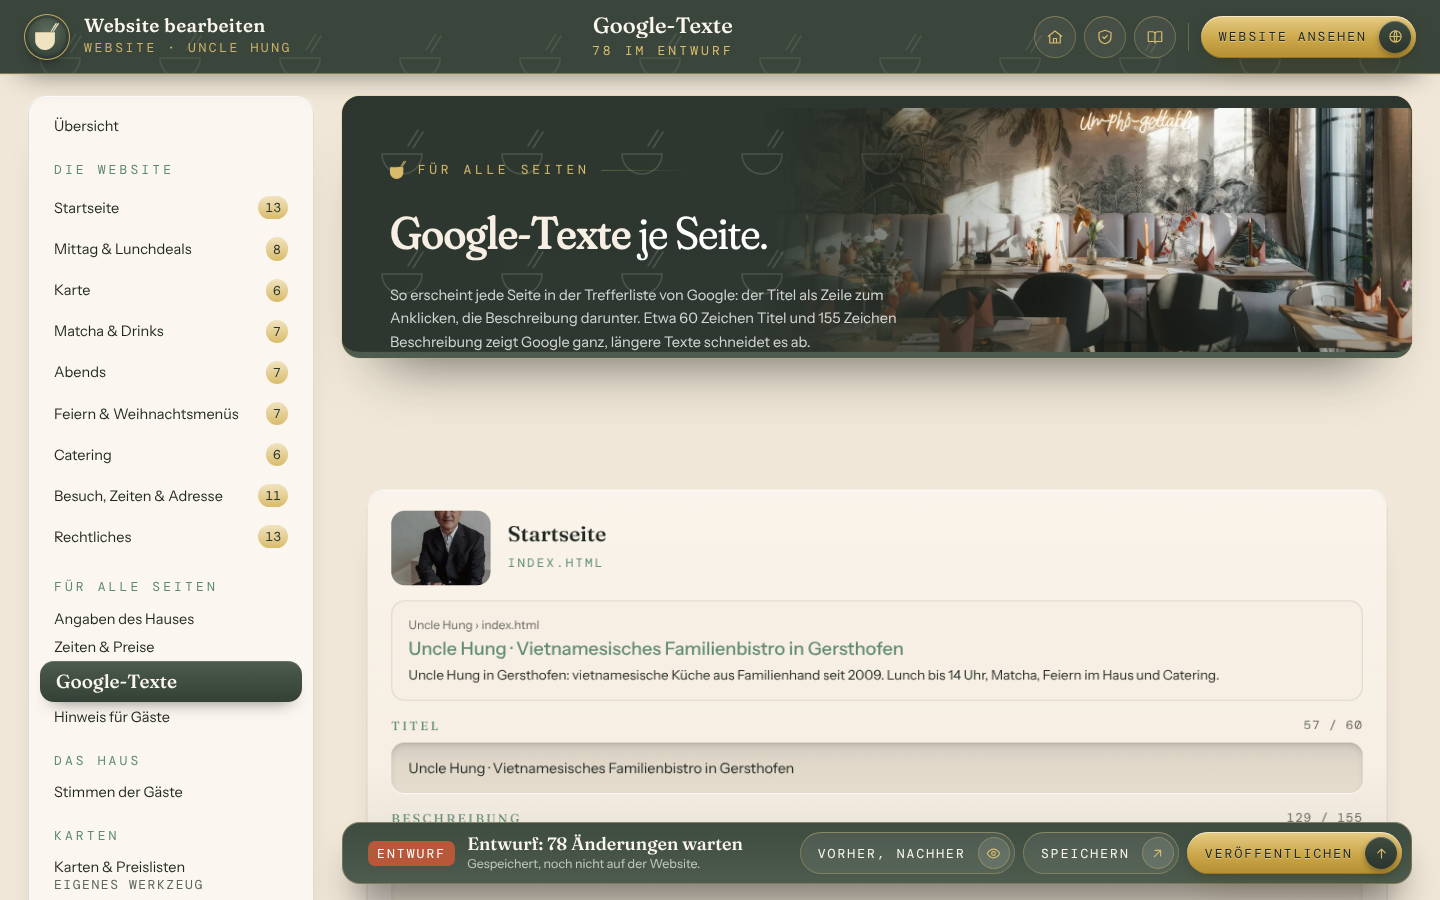 Website bearbeiten
WEBSITE · UNCLE HUNG
Google-Texte
78 IM ENTWURF
WEBSITE ANSEHEN
Übersicht
DIE WEBSITE
Startseite 13
Mittag & Lunchdeals 8
Karte 6
Matcha & Drinks 7
Abends 7
Feiern & Weihnachtsmenüs 7
Catering 6
Besuch, Zeiten & Adresse 11
Rechtliches 13
FÜR ALLE SEITEN
Angaben des Hauses
Zeiten & Preise
Google-Texte
Hinweis für Gäste
DAS HAUS
Stimmen der Gäste
KARTEN
Karten & Preislisten
EIGENES WERKZEUG
Um-phở-gettable
FÜR ALLE SEITEN
Google-Texte je Seite.
So erscheint jede Seite in der Trefferliste von Google: der Titel als Zeile zum
Anklicken, die Beschreibung darunter. Etwa 60 Zeichen Titel und 155 Zeichen
Beschreibung zeigt Google ganz, längere Texte schneidet es ab.
Startseite
INDEX.HTML
Uncle Hung › index.html
Uncle Hung · Vietnamesisches Familienbistro in Gersthofen
Uncle Hung in Gersthofen: vietnamesische Küche aus Familienhand seit 2009. Lunch bis 14 Uhr, Matcha, Feiern im Haus und Catering.
TITEL 57 / 60
Uncle Hung · Vietnamesisches Familienbistro in Gersthofen
BESCHREIBUNG 129 / 155
ENTWURF
Entwurf: 78 Änderungen warten
Gespeichert, noch nicht auf der Website.
VORHER, NACHHER
SPEICHERN
VERÖFFENTLICHEN